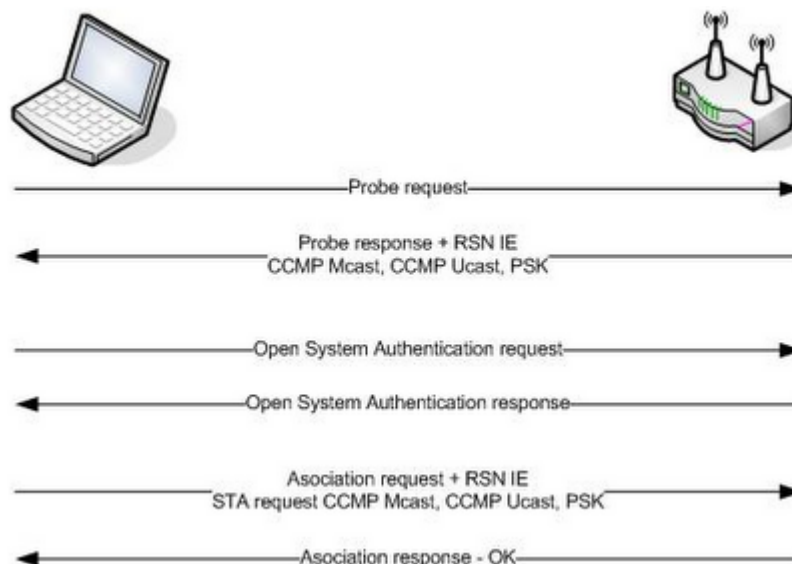 Probe request
Probe response + RSN IE
CCMP Mcast, CCMP Ucast, PSK
Open System Authentication request
Open System Authentication response
Asociation request + RSN IE
STA request CCMP Mcast, CCMP Ucast, PSK
Asociation response - OK